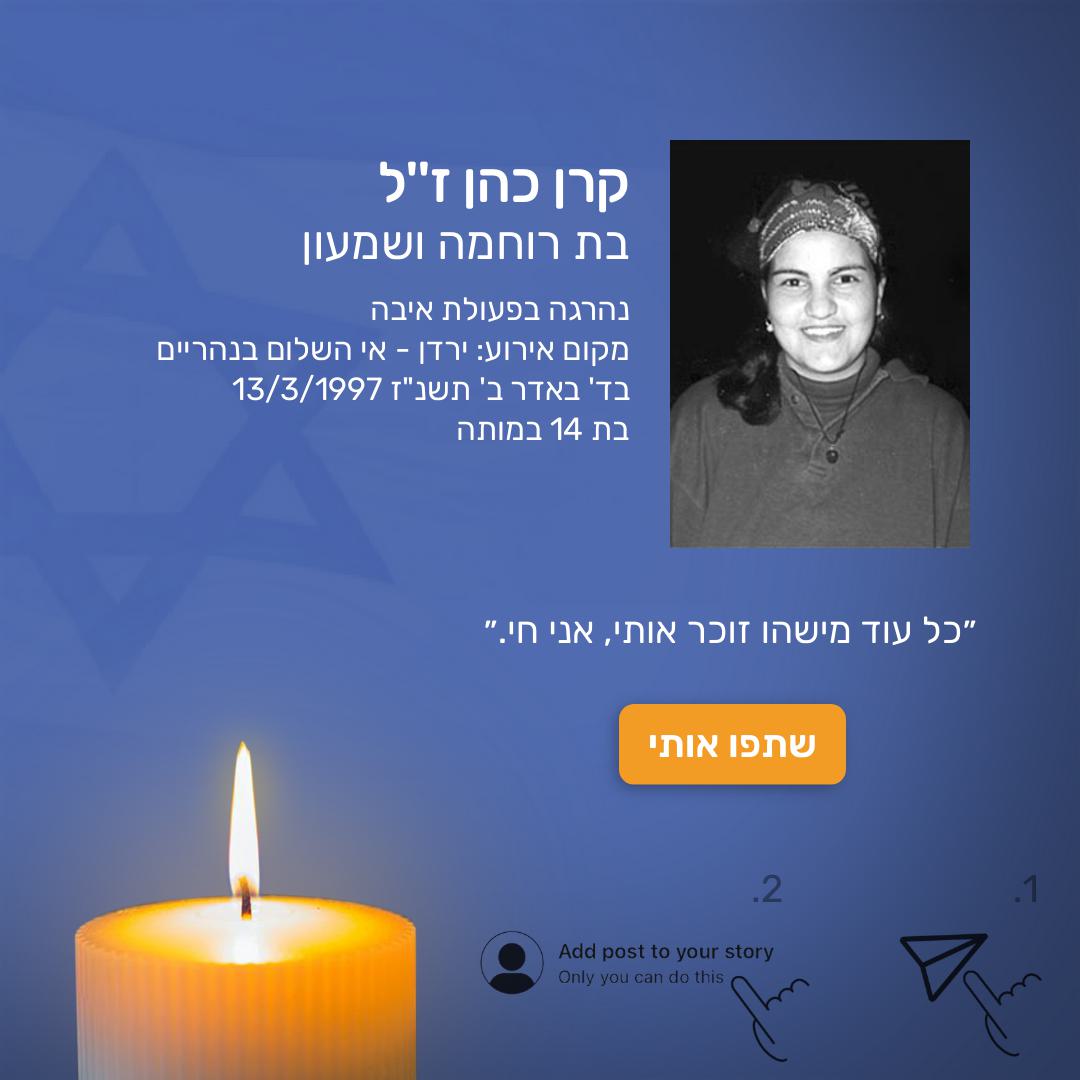 קרן כהן ז"ל
בת רוחמה ושמעון
נהרגה בפעולת איבה
מקום אירוע: ירדן - אי השלום בנהריים
בד' באדר ב' תשנ"ז 13/3/1997
בת 14 במותה
״כל עוד מישהו זוכר אותי, אני חי.״
שתפו אותי
.1
.2
Add post to your story
Only you can do this